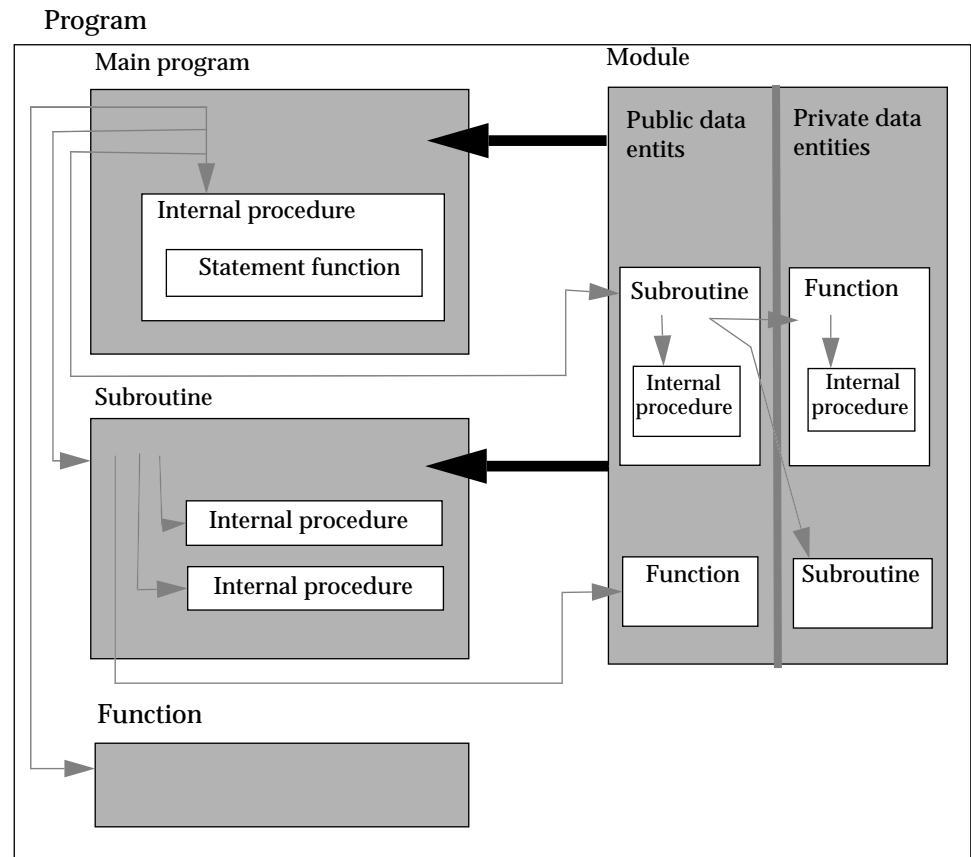 Program
Main program
Module
Public data
entits
Private data
entities
Internal procedure
Statement function
Subroutine
Function
Internal
procedure
Internal
procedure
Subroutine
Internal procedure
Internal procedure
Function
Subroutine
Function